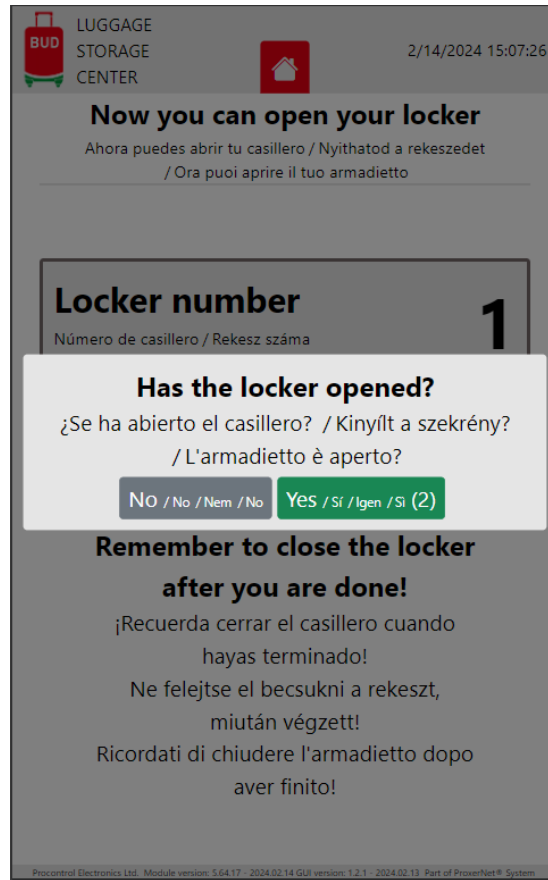 BUD
LUGGAGE
STORAGE
CENTER
2/14/2024 15:07:26
Now you can open your locker
Ahora puedes abrir tu casillero / Nyithatod a rekeszedet
/ Ora puoi aprire il tuo armadietto
Locker number
1
Número de casillero / Rekesz száma
Has the locker opened?
¿Se ha abierto el casillero? / Kinyílt a szekrény?
/ L'armadietto è aperto?
No / No / Nem / No
Yes / Sí / Igen / Sì (2)
Remember to close the locker
after you are done!
¡Recuerda cerrar el casillero cuando
hayas terminado!
Ne felejtse el becsukni a rekeszt,
miután végzett!
Ricordati di chiudere l'armadietto dopo
aver finito!
Procontrol Electronics Ltd. Module version: 5.64.17 - 2024.02.14 GUI version: 1.2.1 - 2024.02.13 Part of ProxerNet® System